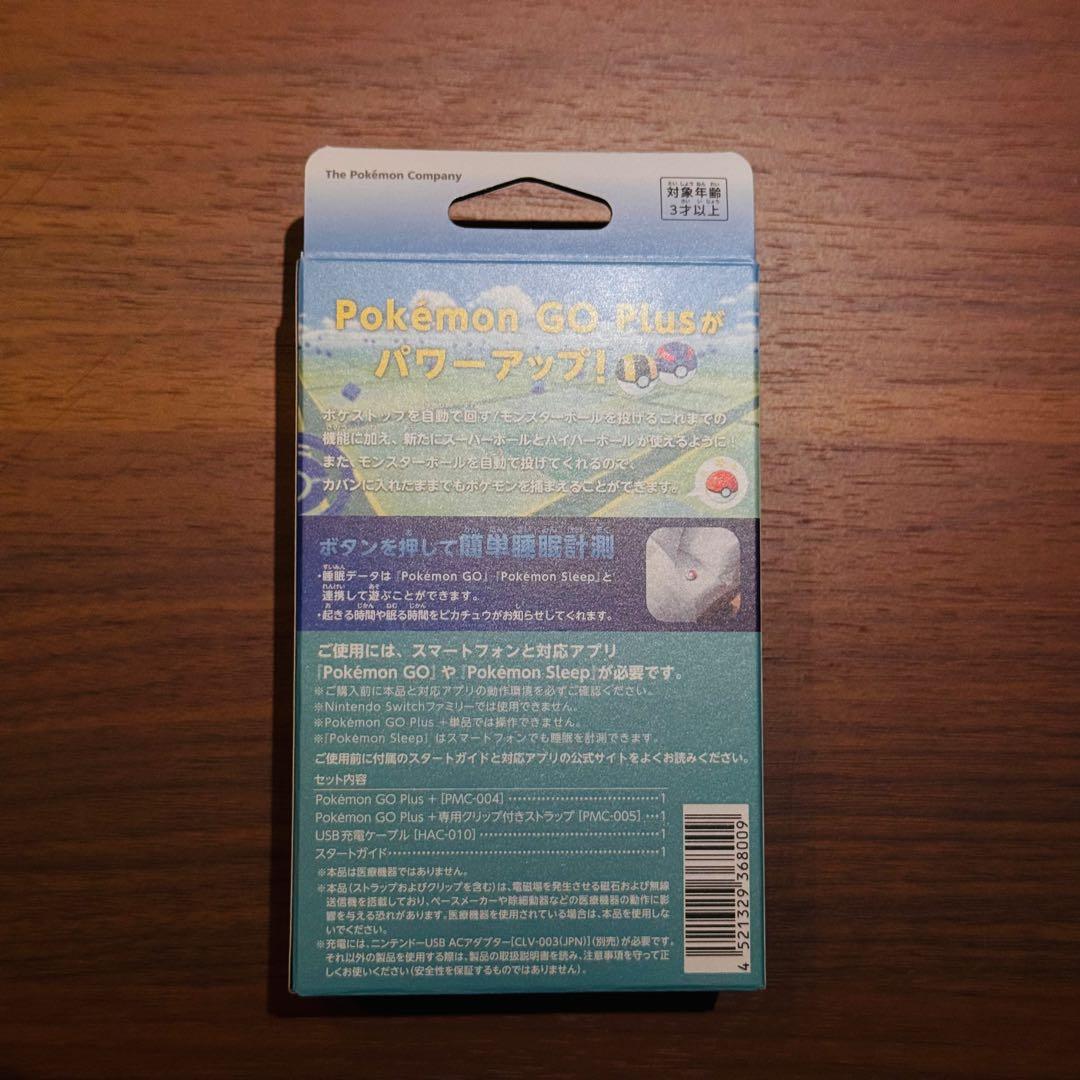 The Pokémon Company
対象年齢
3才以上
Pokémon GO Plusが
パワーアップ!
ポケストップを自動で回す/モンスターボールを投げるこれまでの
機能に加え、新たにスーパーボールとハイパーボールが使えるように
また、モンスターボールを自動で投げてくれるので、
カバンに入れたままでもポケモンを捕まえることができます。
ボタンを押して簡単睡眠計測
・睡眠データは『Pokémon GO』『Pokémon Sleep』と
連携して遊ぶことができます。
・起きる時間や眠る時間をピカチュウがお知らせしてくれます。
ご使用には、スマートフォンと対応アプリ
『Pokémon GO』や『Pokémon Sleep』が必要です。
※ご購入前に本品と対応アプリの動作環境を必ずご確認ください。
※Nintendo Switchファミリーでは使用できません。
※Pokémon GO Plus +単品では操作できません。
※『Pokémon Sleep』はスマートフォンでも睡眠を計測できます。
ご使用前に付属のスタートガイドと対応アプリの公式サイトをよくお読みください。
セット内容
Pokémon GO Plus + [PMC-004] …………………………1
Pokémon GO Plus +専用クリップ付きストラップ [PMC-005] …1
USB充電ケーブル [HAC-010] ………………………………1
スタートガイド……………………………………………1
※本品は医療機器ではありません。
※本品(ストラップおよびクリップを含む)は、電磁場を発生させる磁石および無線
送信機を搭載しており、ペースメーカーや除細動器などの医療機器の動作に影
響を与える恐れがあります。医療機器を使用されている場合は、本品を使用しな
いでください。
※充電には、ニンテンドーUSB ACアダプター[CLV-003(JPN)](別売)が必要です。
それ以外の製品を使用する際は、製品の取扱説明書を読み、注意事項を守って正
しくお使いください(安全性を保証するものではありません)。
4 521329 368009